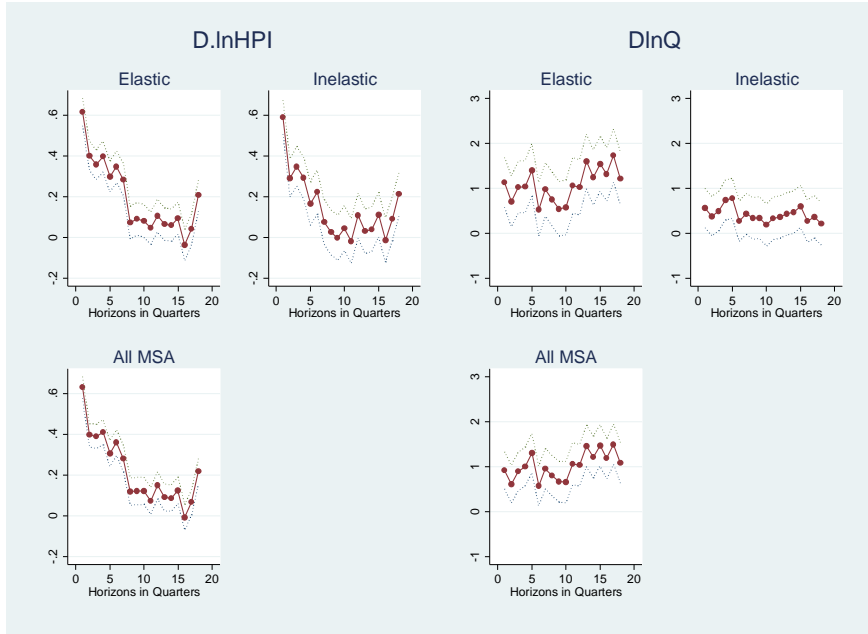 D.lnHPI
DlnQ
Elastic
Inelastic
Elastic
Inelastic
-.2 0 .2 .4 .6
-.2 0 .2 .4 .6
-1 0 1 2 3
-1 0 1 2 3
0 5 10 15 20
0 5 10 15 20
0 5 10 15 20
0 5 10 15 20
Horizons in Quarters
Horizons in Quarters
Horizons in Quarters
Horizons in Quarters
All MSA
All MSA
-.2 0 .2 .4 .6
-1 0 1 2 3
0 5 10 15 20
0 5 10 15 20
Horizons in Quarters
Horizons in Quarters